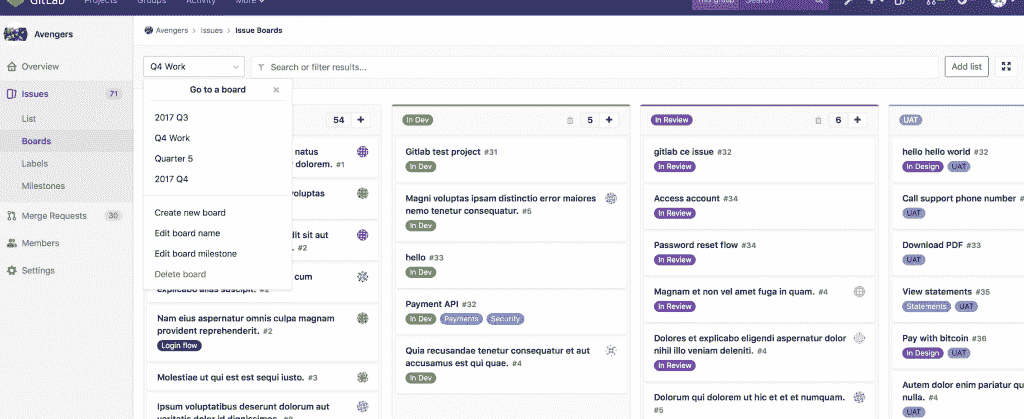 GitLab Projects Groups Activity More
This group Search
Avengers
Avengers › Issues › Issue Boards
Overview
Issues 71
List
Boards
Labels
Milestones
Merge Requests 30
Members
Settings
Q4 Work
Search or filter results...
Add list
Go to a board ×
2017 Q3
Q4 Work
Quarter 5
2017 Q4
Create new board
Edit board name
Edit board milestone
Delete board
54 +
natus
dolorem. #1
voluptas
dit sit aut
#2
cum
explicabo alias suscipit. #2
Nam eius aspernatur omnis culpa magnam
provident reprehenderit. #2
Login flow
Molestiae ut qui est est sequi iusto. #3
Ipsum voluptatibus deserunt dolorum aut
In Dev 5 +
Gitlab test project #31
In Dev
Magni voluptas ipsam distinctio error maiores
nemo tenetur consequatur. #5
In Dev
hello #33
In Dev
Payment API #32
In Dev Payments Security
Quia recusandae tenetur consequatur et aut
accusamus est qui quae. #4
In Dev
In Review 6 +
gitlab ce issue #32
In Review
Access account #34
In Review
Password reset flow #34
In Review
Magnam et non vel amet fuga in quam. #4
In Review
Dolores et explicabo eligendi aspernatur dolor
nihil illo veniam deleniti. #4
In Review
Dolorum qui dolorem ut hic et et et numquam.
#5
UAT
hello hello world #32
In Design UAT
Call support phone number #
UAT
Download PDF #33
UAT
View statements #35
Statements UAT
Pay with bitcoin #36
In Design UAT
Autem dolor enim pariatur qu
nulla. #4
UAT